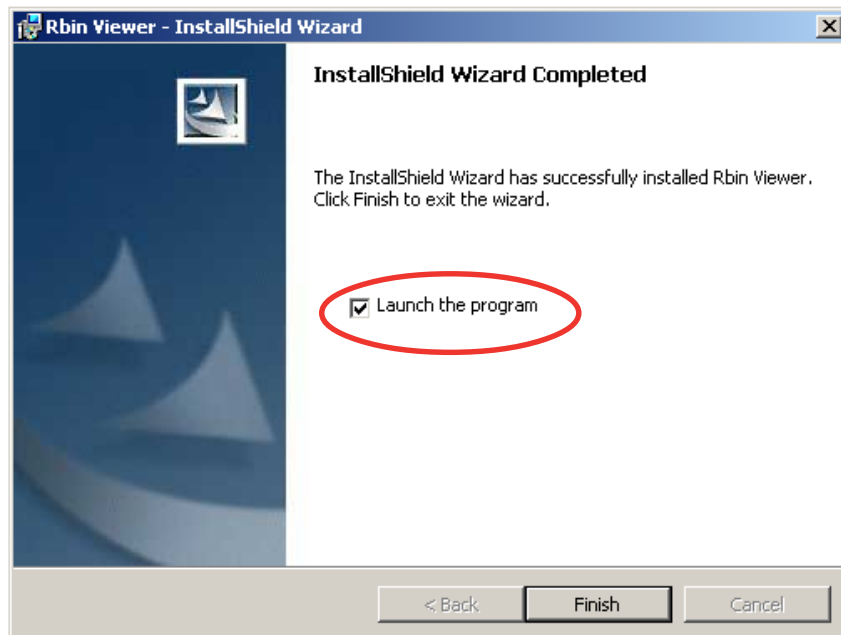 Rbin Viewer - InstallShield Wizard
InstallShield Wizard Completed
The InstallShield Wizard has successfully installed Rbin Viewer.
Click Finish to exit the wizard.
Launch the program
< Back
Finish
Cancel